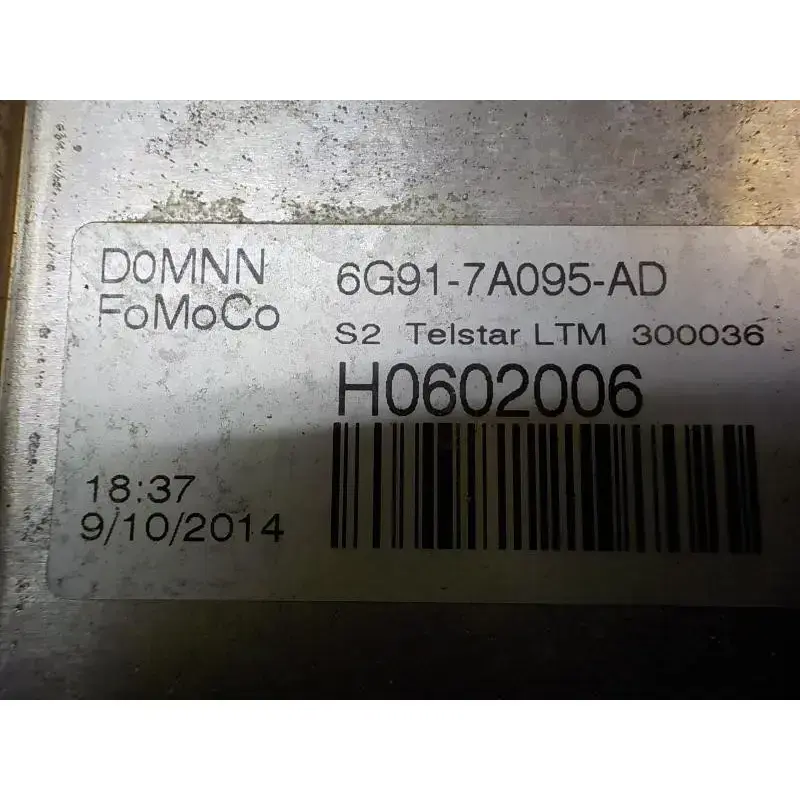 D0MNN
FoMoCo
6G91-7A095-AD
S2 Telstar LTM 300036
H0602006
18:37
9/10/2014